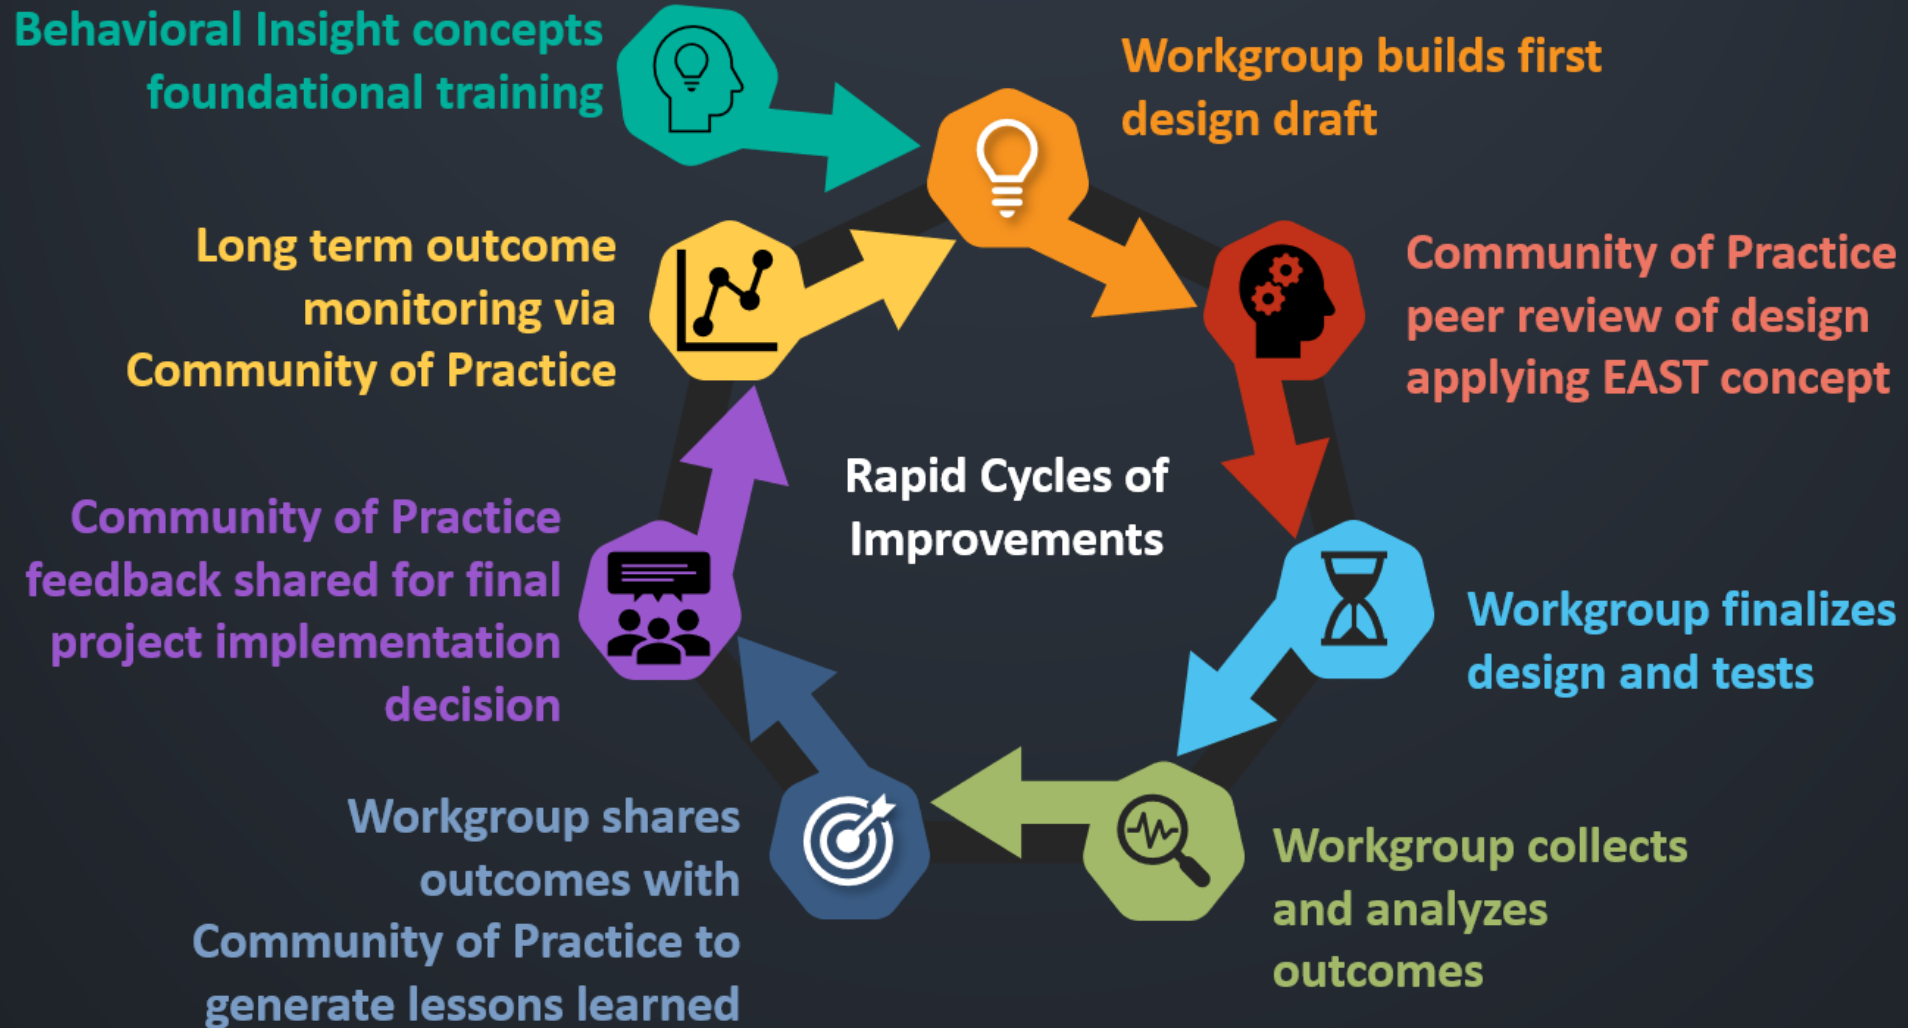 Behavioral Insight concepts
foundational training
Workgroup builds first
design draft
Community of Practice
peer review of design
applying EAST concept
Workgroup finalizes
design and tests
Workgroup collects
and analyzes
outcomes
Workgroup shares
outcomes with
Community of Practice to
generate lessons learned
Community of Practice
feedback shared for final
project implementation
decision
Long term outcome
monitoring via
Community of Practice
Rapid Cycles of
Improvements